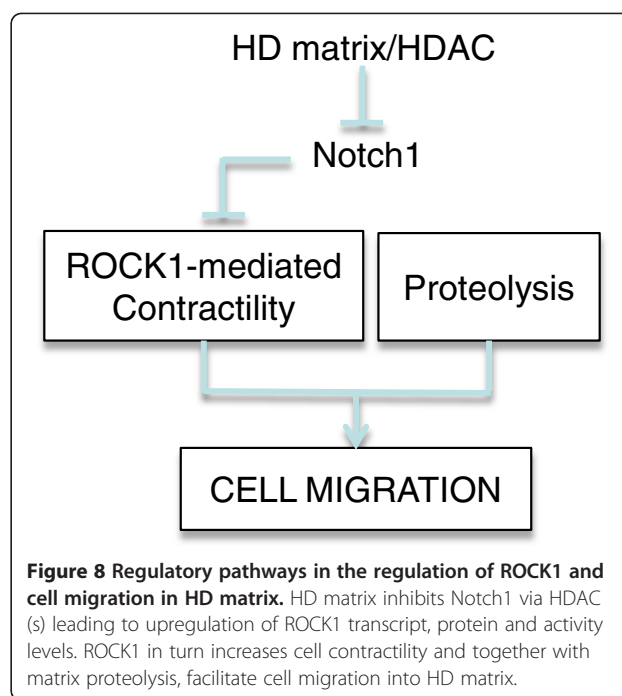 HD matrix/HDAC
Notch1
ROCK1-mediated
Contractility
Proteolysis
CELL MIGRATION
Figure 8 Regulatory pathways in the regulation of ROCK1 and
cell migration in HD matrix. HD matrix inhibits Notch1 via HDAC
(s) leading to upregulation of ROCK1 transcript, protein and activity
levels. ROCK1 in turn increases cell contractility and together with
matrix proteolysis, facilitate cell migration into HD matrix.